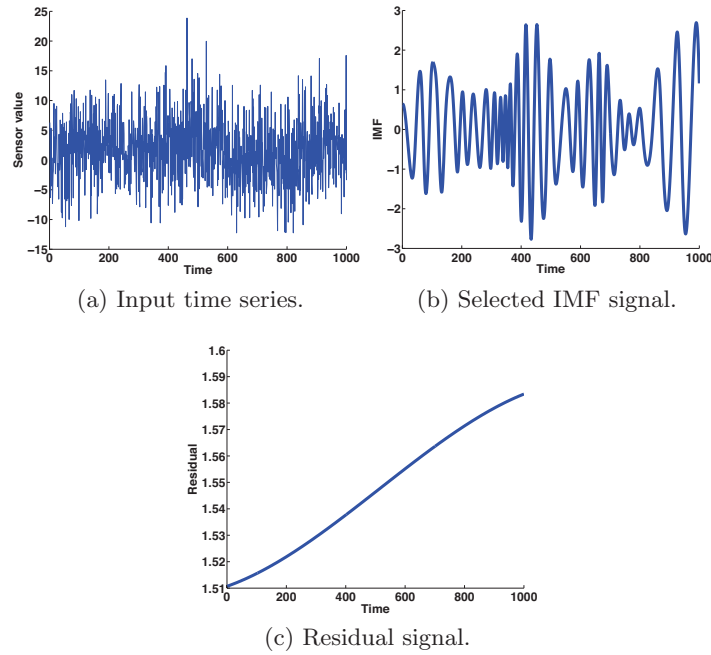 25
20
15
10
5
0
−5
−10
−15
0 200 400 600 800 1000
Sensor value
Time
(a) Input time series.
3
2
1
0
−1
−2
−3
0 200 400 600 800 1000
IMF
Time
(b) Selected IMF signal.
1.6
1.59
1.58
1.57
1.56
1.55
1.54
1.53
1.52
1.51
0 200 400 600 800 1000
Residual
Time
(c) Residual signal.